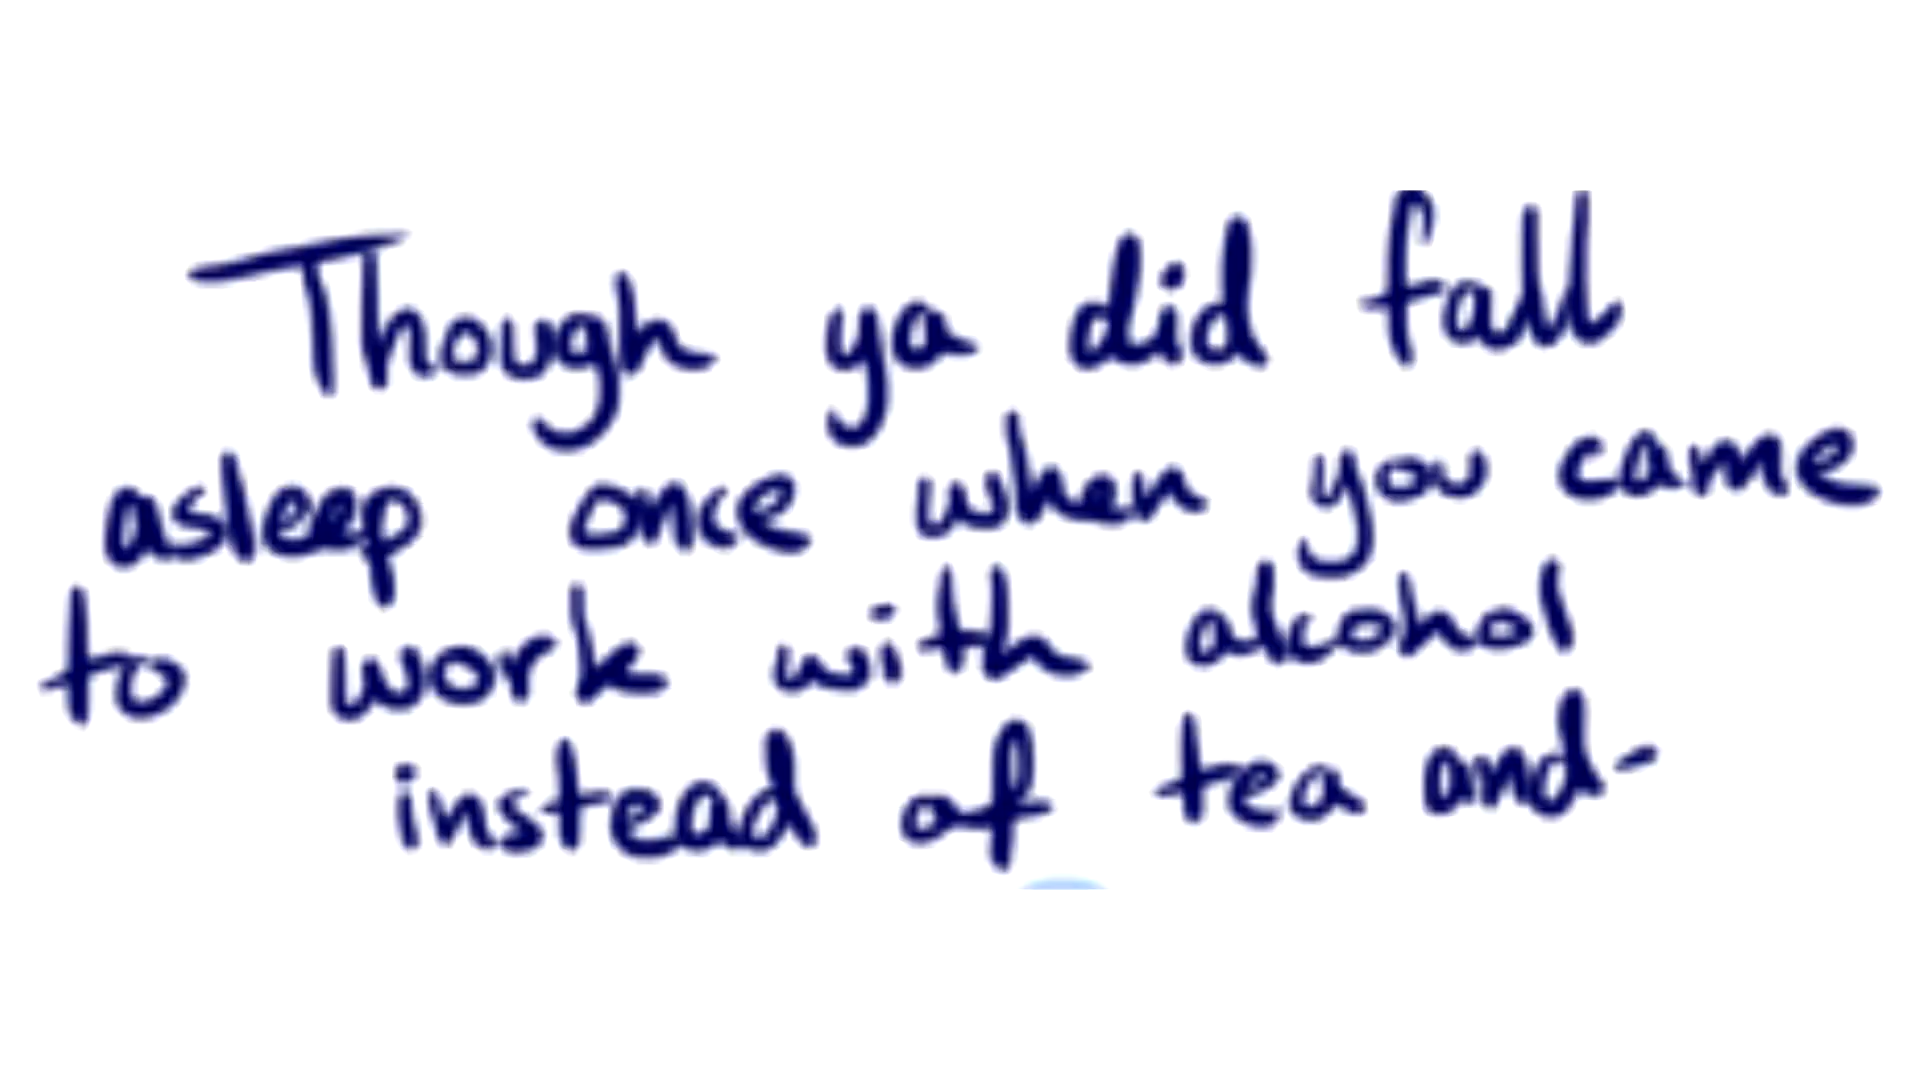 Though ya did fall
asleep once when you came
to work with alcohol
instead of tea and-